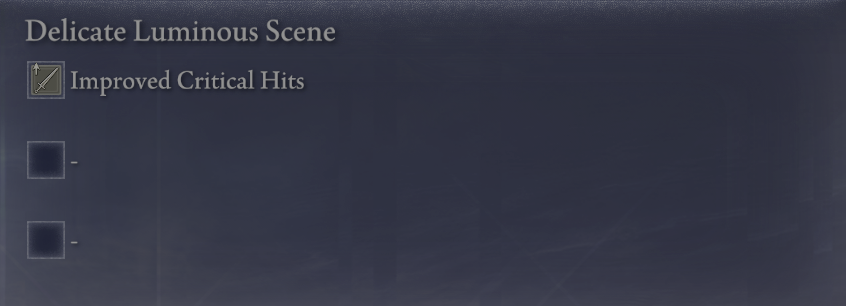 Delicate Luminous Scene
Improved Critical Hits
-
-